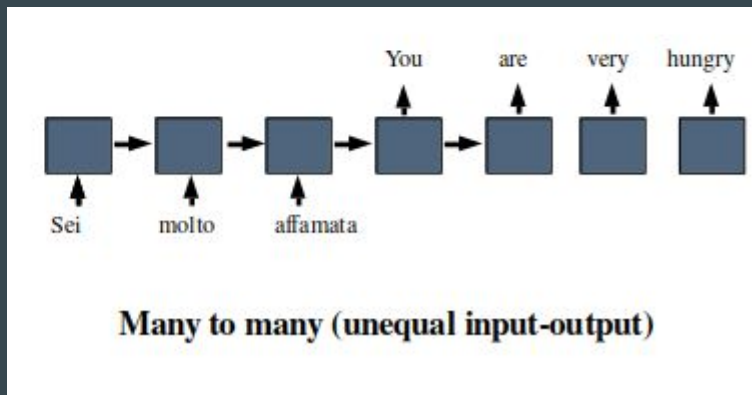 You are very hungry
Sei molto affamata
Many to many (unequal input-output)